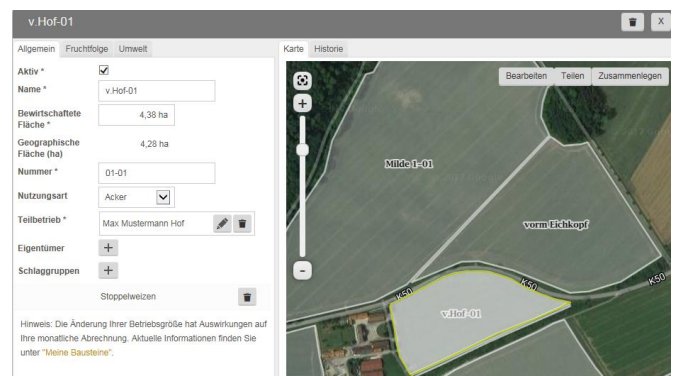 v.Hof-01
X
Allgemein Fruchtfolge Umwelt
Karte Historie
Aktiv *
Name *
v.Hof-01
Bewirtschaftete
Fläche *
4,38 ha
Geographische
Fläche (ha)
4,28 ha
Nummer *
01-01
Nutzungsart
Acker
Teilbetrieb *
Max Mustermann Hof
Eigentümer
+
Schlaggruppen
+
Stoppelweizen
Hinweis: Die Änderung Ihrer Betriebsgröße hat Auswirkungen auf
Ihre monatliche Abrechnung. Aktuelle Informationen finden Sie
unter "Meine Bausteine".
Bearbeiten Teilen Zusammenlegen
+
-
Milde 1-01
vorm Eichkopf
K50
K50
K50
v.Hof-01